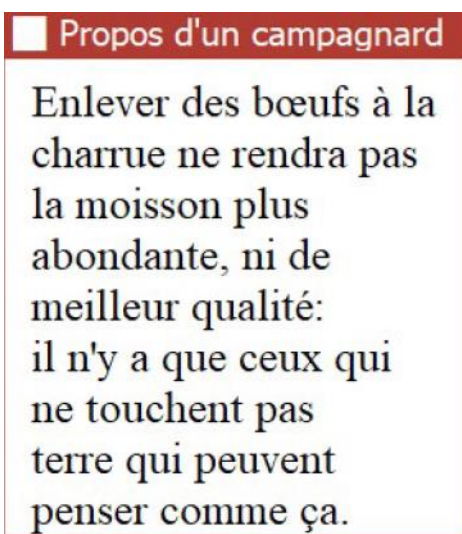 Propos d'un campagnard
Enlever des bœufs à la
charrue ne rendra pas
la moisson plus
abondante, ni de
meilleur qualité:
il n'y a que ceux qui
ne touchent pas
terre qui peuvent
penser comme ça.